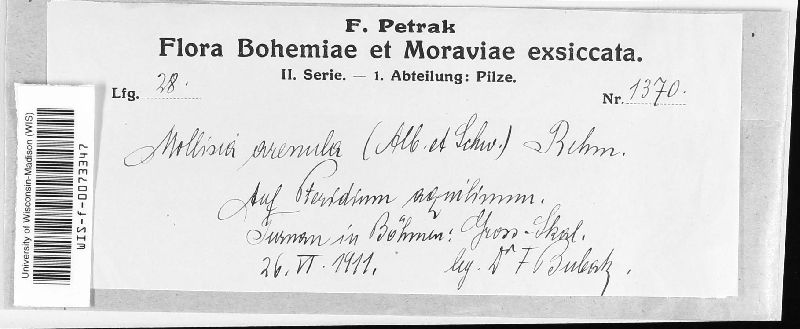 F. Petrak
Flora Bohemiae et Moraviae exsiccata.
II. Serie. — 1. Abteilung: Pilze.
Lfg. 28. Nr. 1370.
Mollisia arenula (Alb. et Schw.) Rehm.
Auf Pteridium aquilinum.
Turnau in Böhmen: Gross-Skal.
26. VI. 1911. leg. Dr F Bubak.
University of Wisconsin-Madison (WIS)
WIS-f-0073347